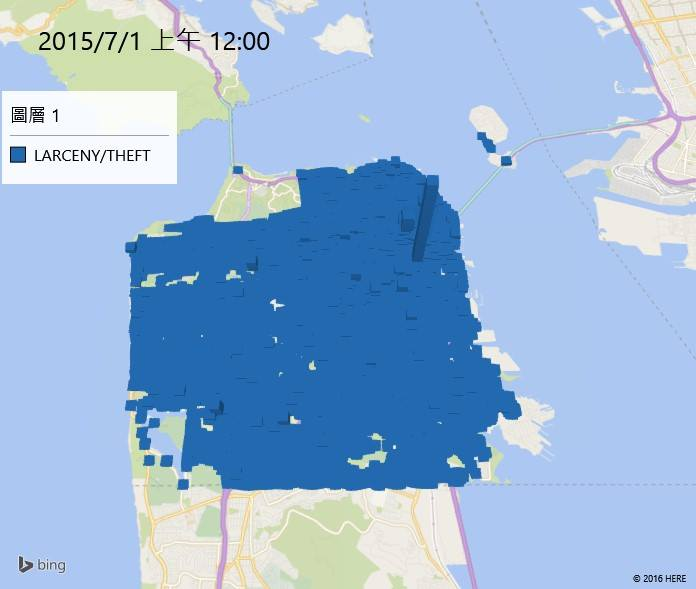 2015/7/1 上午 12:00
圖層 1
LARCENY/THEFT
bing
© 2016 HERE